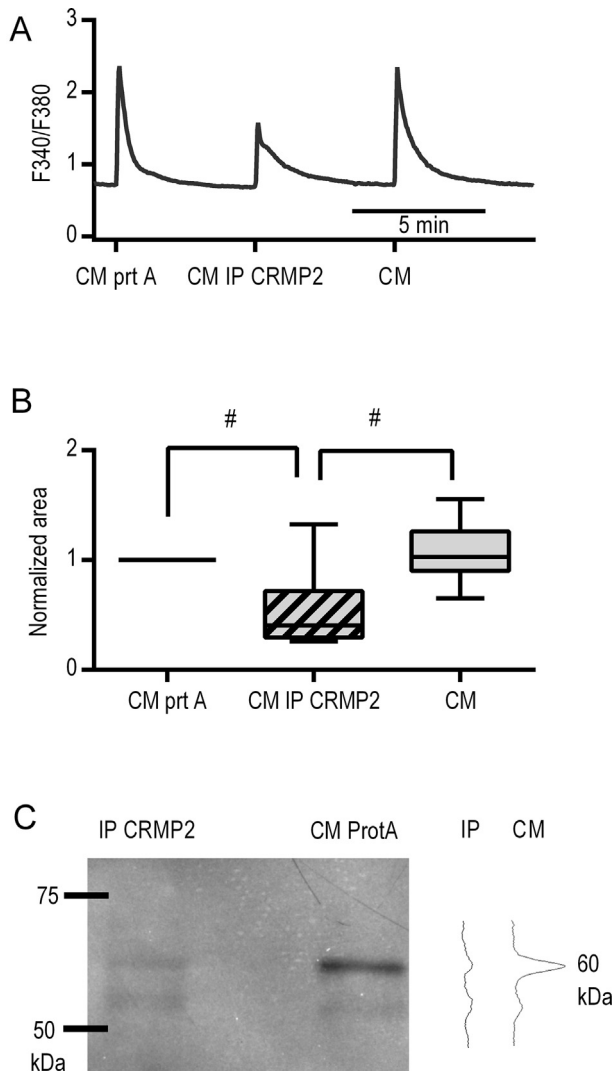 A
3
2
1
0
F340/F380
5 min
CM prt A CM IP CRMP2 CM
B
# #
2
1
0
Normalized area
CM prt A CM IP CRMP2 CM
C
IP CRMP2 CM ProtA IP CM
75
60
kDa
50
kDa